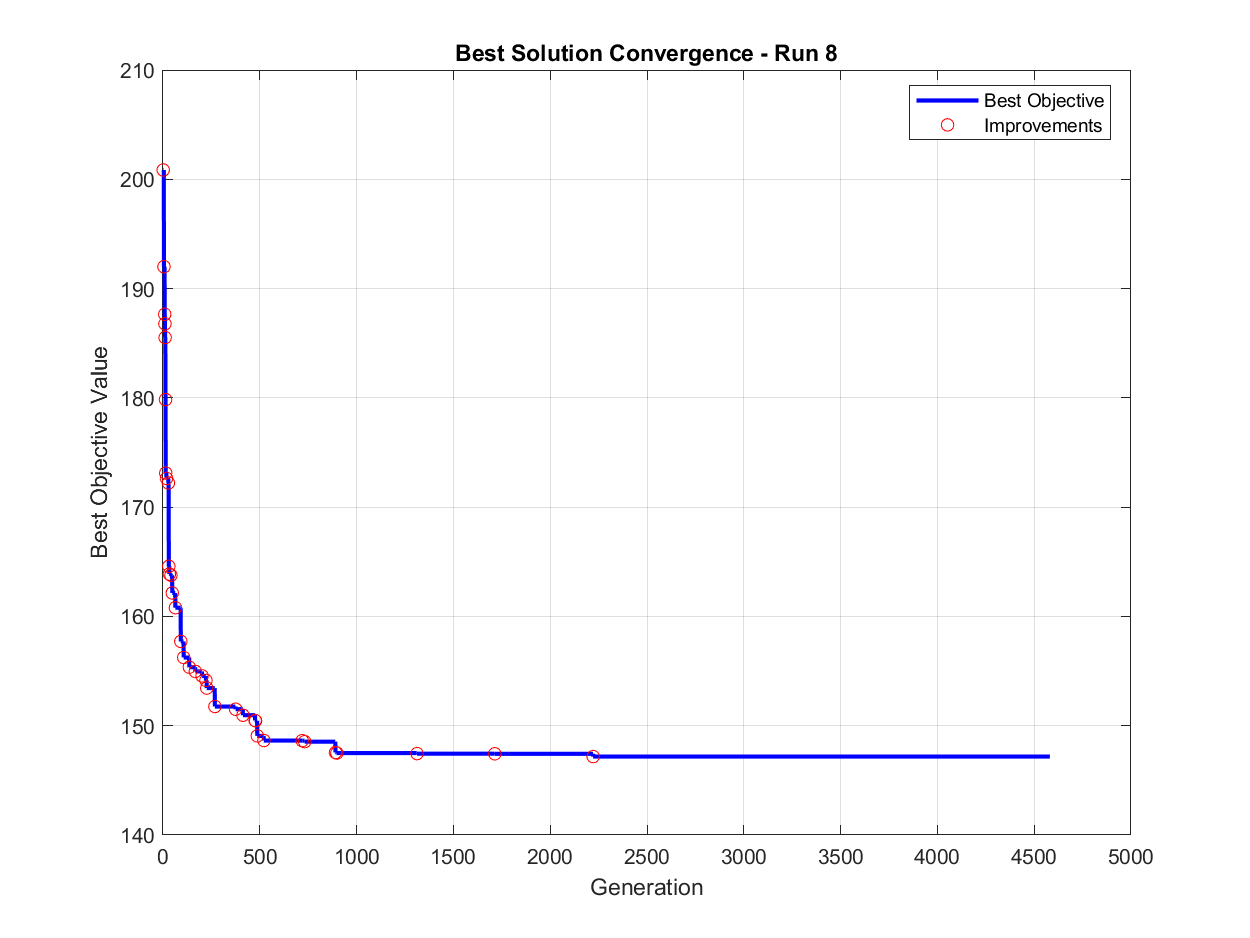 Best Solution Convergence - Run 8
210
200
190
180
170
160
150
140
Best Objective Value
Best Objective
Improvements
0 500 1000 1500 2000 2500 3000 3500 4000 4500 5000
Generation